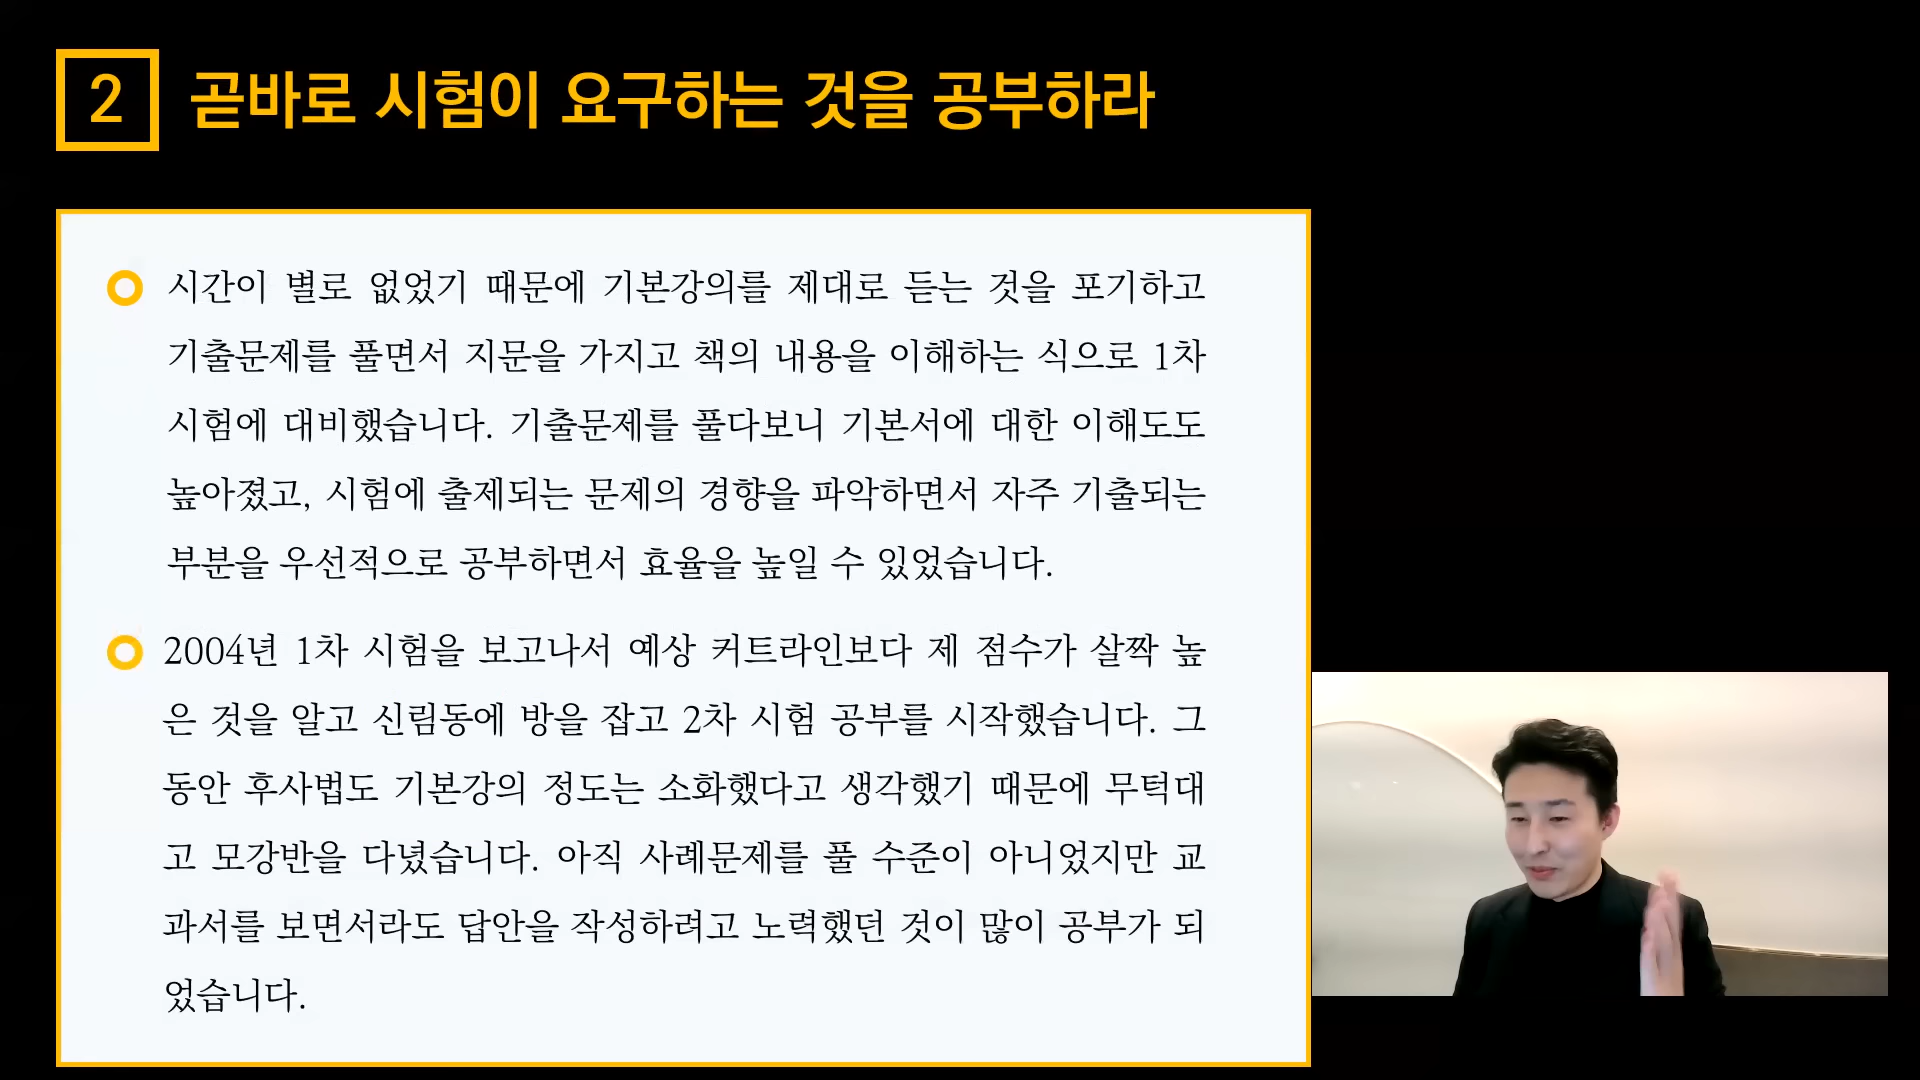 2 곧바로 시험이 요구하는 것을 공부하라
시간이 별로 없었기 때문에 기본강의를 제대로 듣는 것을 포기하고
기출문제를 풀면서 지문을 가지고 책의 내용을 이해하는 식으로 1차
시험에 대비했습니다. 기출문제를 풀다보니 기본서에 대한 이해도도
높아졌고, 시험에 출제되는 문제의 경향을 파악하면서 자주 기출되는
부분을 우선적으로 공부하면서 효율을 높일 수 있었습니다.
2004년 1차 시험을 보고나서 예상 커트라인보다 제 점수가 살짝 높
은 것을 알고 신림동에 방을 잡고 2차 시험 공부를 시작했습니다. 그
동안 후사법도 기본강의 정도는 소화했다고 생각했기 때문에 무턱대
고 모강반을 다녔습니다. 아직 사례문제를 풀 수준이 아니었지만 교
과서를 보면서라도 답안을 작성하려고 노력했던 것이 많이 공부가 되
었습니다.